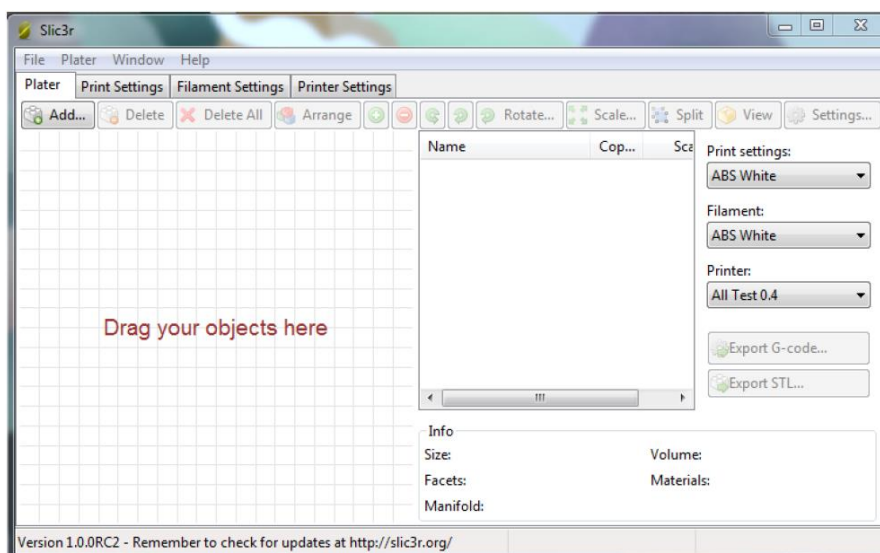 Slic3r
File Plater Window Help
Plater Print Settings Filament Settings Printer Settings
Add... Delete Delete All Arrange Rotate... Scale... Split View Settings...
Name Cop... Sca
Print settings:
ABS White
Filament:
ABS White
Printer:
All Test 0.4
Drag your objects here
Export G-code...
Export STL...
Info
Size: Volume:
Facets: Materials:
Manifold:
Version 1.0.0RC2 - Remember to check for updates at http://slic3r.org/